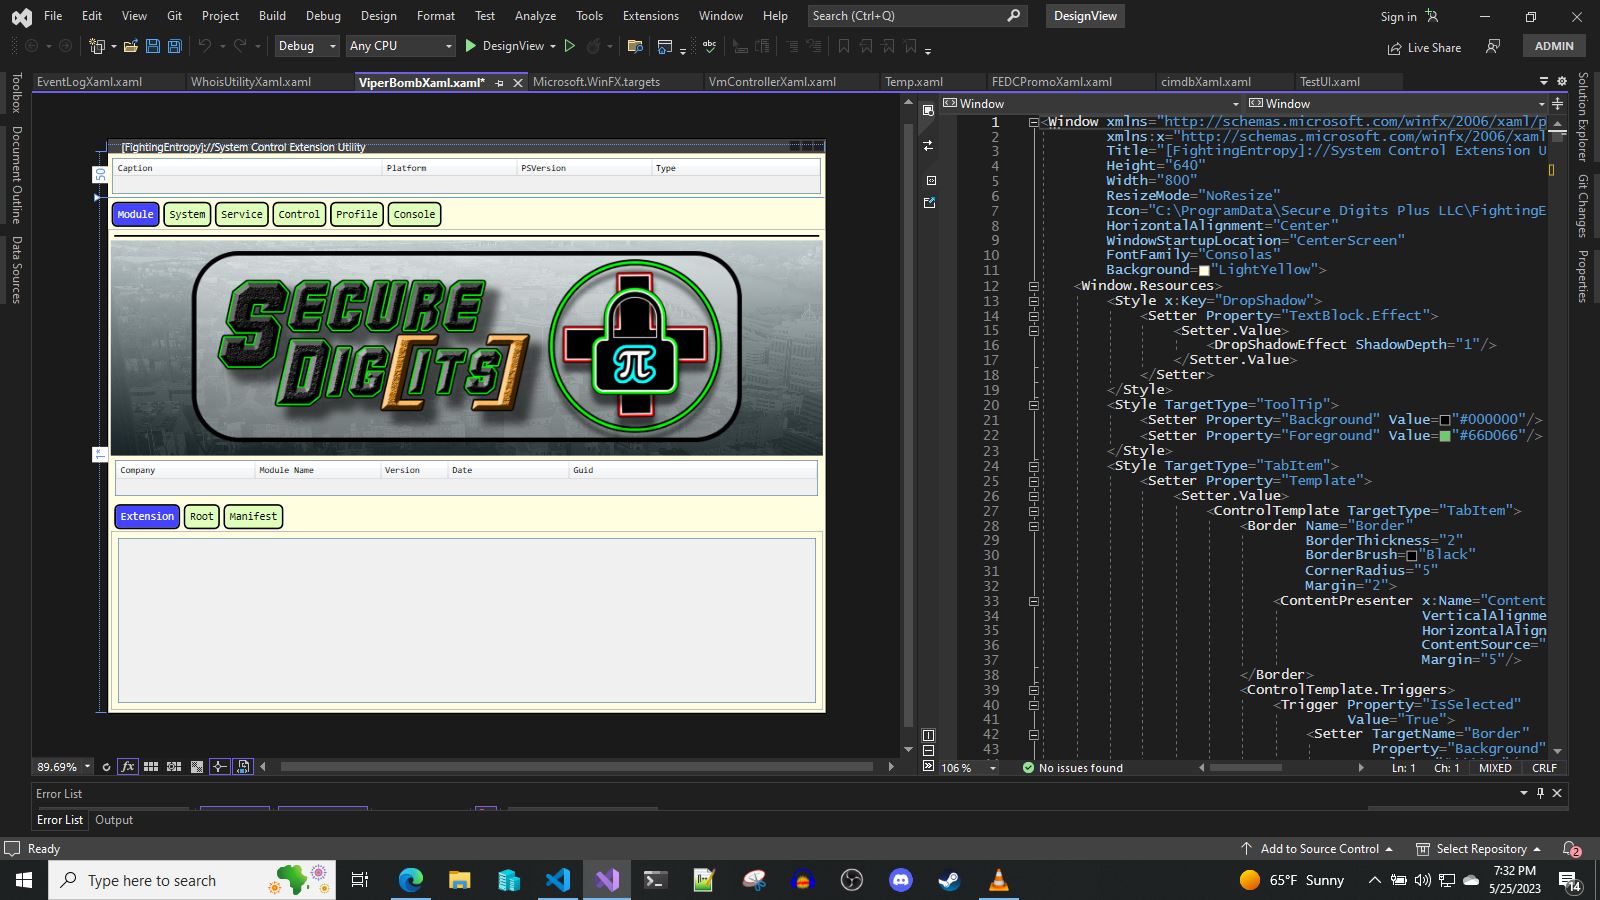 File Edit View Git Project Build Debug Design Format Test Analyze Tools Extensions Window Help Search (Ctrl+Q) DesignView Sign in
Debug Any CPU DesignView Live Share ADMIN
EventLogXaml.xaml WhoisUtilityXaml.xaml ViperBombXaml.xaml* Microsoft.WinFX.targets VmControllerXaml.xaml Temp.xaml FEDCPromoXaml.xaml cimdbXaml.xaml TestUI.xaml
Toolbox
Document Outline
Data Sources
[FightingEntropy]://System Control Extension Utility
50
Caption Platform PSVersion Type
Module System Service Control Profile Console
SECURE
DIG[ITS]
π
1*
Company Module Name Version Date Guid
Extension Root Manifest
89.69% fx
Window Window
1 <Window xmlns="http://schemas.microsoft.com/winfx/2006/xaml/p
2 xmlns:x="http://schemas.microsoft.com/winfx/2006/xaml
3 Title="[FightingEntropy]://System Control Extension U
4 Height="640"
5 Width="800"
6 ResizeMode="NoResize"
7 Icon="C:\ProgramData\Secure Digits Plus LLC\FightingE
8 HorizontalAlignment="Center"
9 WindowStartupLocation="CenterScreen"
10 FontFamily="Consolas"
11 Background="LightYellow">
12 <Window.Resources>
13 <Style x:Key="DropShadow">
14 <Setter Property="TextBlock.Effect">
15 <Setter.Value>
16 <DropShadowEffect ShadowDepth="1"/>
17 </Setter.Value>
18 </Setter>
19 </Style>
20 <Style TargetType="ToolTip">
21 <Setter Property="Background" Value="#000000"/>
22 <Setter Property="Foreground" Value="#66D066"/>
23 </Style>
24 <Style TargetType="TabItem">
25 <Setter Property="Template">
26 <Setter.Value>
27 <ControlTemplate TargetType="TabItem">
28 <Border Name="Border"
29 BorderThickness="2"
30 BorderBrush="Black"
31 CornerRadius="5"
32 Margin="2">
33 <ContentPresenter x:Name="Content
34 VerticalAlignme
35 HorizontalAlign
36 ContentSource="
37 Margin="5"/>
38 </Border>
39 <ControlTemplate.Triggers>
40 <Trigger Property="IsSelected"
41 Value="True">
42 <Setter TargetName="Border"
43 Property="Background"
106 % No issues found Ln: 1 Ch: 1 MIXED CRLF
Solution Explorer
Git Changes
Properties
Error List
Error List Output
Ready Add to Source Control Select Repository 2
Type here to search 65°F Sunny 7:32 PM
5/25/2023 14